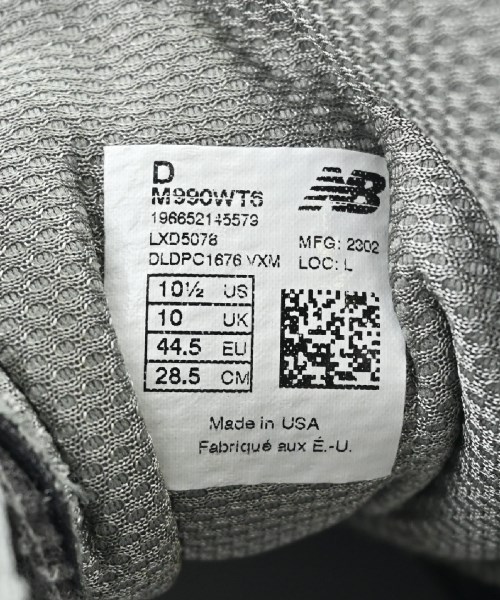 D
M990WT6
196652145573
LXD5078
MFG: 2302
DLDPC1676 VXM
LOC: L
10½ US
10 UK
44.5 EU
28.5 CM
Made in USA
Fabriqué aux É.-U.